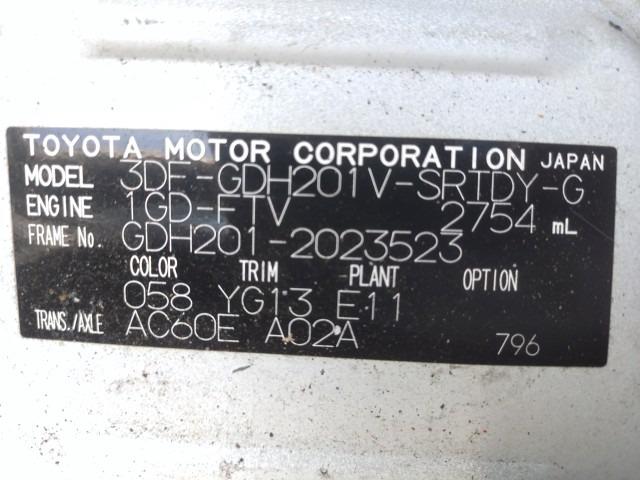 TOYOTA MOTOR CORPORATION JAPAN
MODEL 3DF-GDH201V-SRTDY-G
ENGINE 1GD-FTV 2754 mL
FRAME No. GDH201-2023523
COLOR TRIM PLANT OPTION
058 YG13 E11
TRANS./AXLE AC60E A02A 796